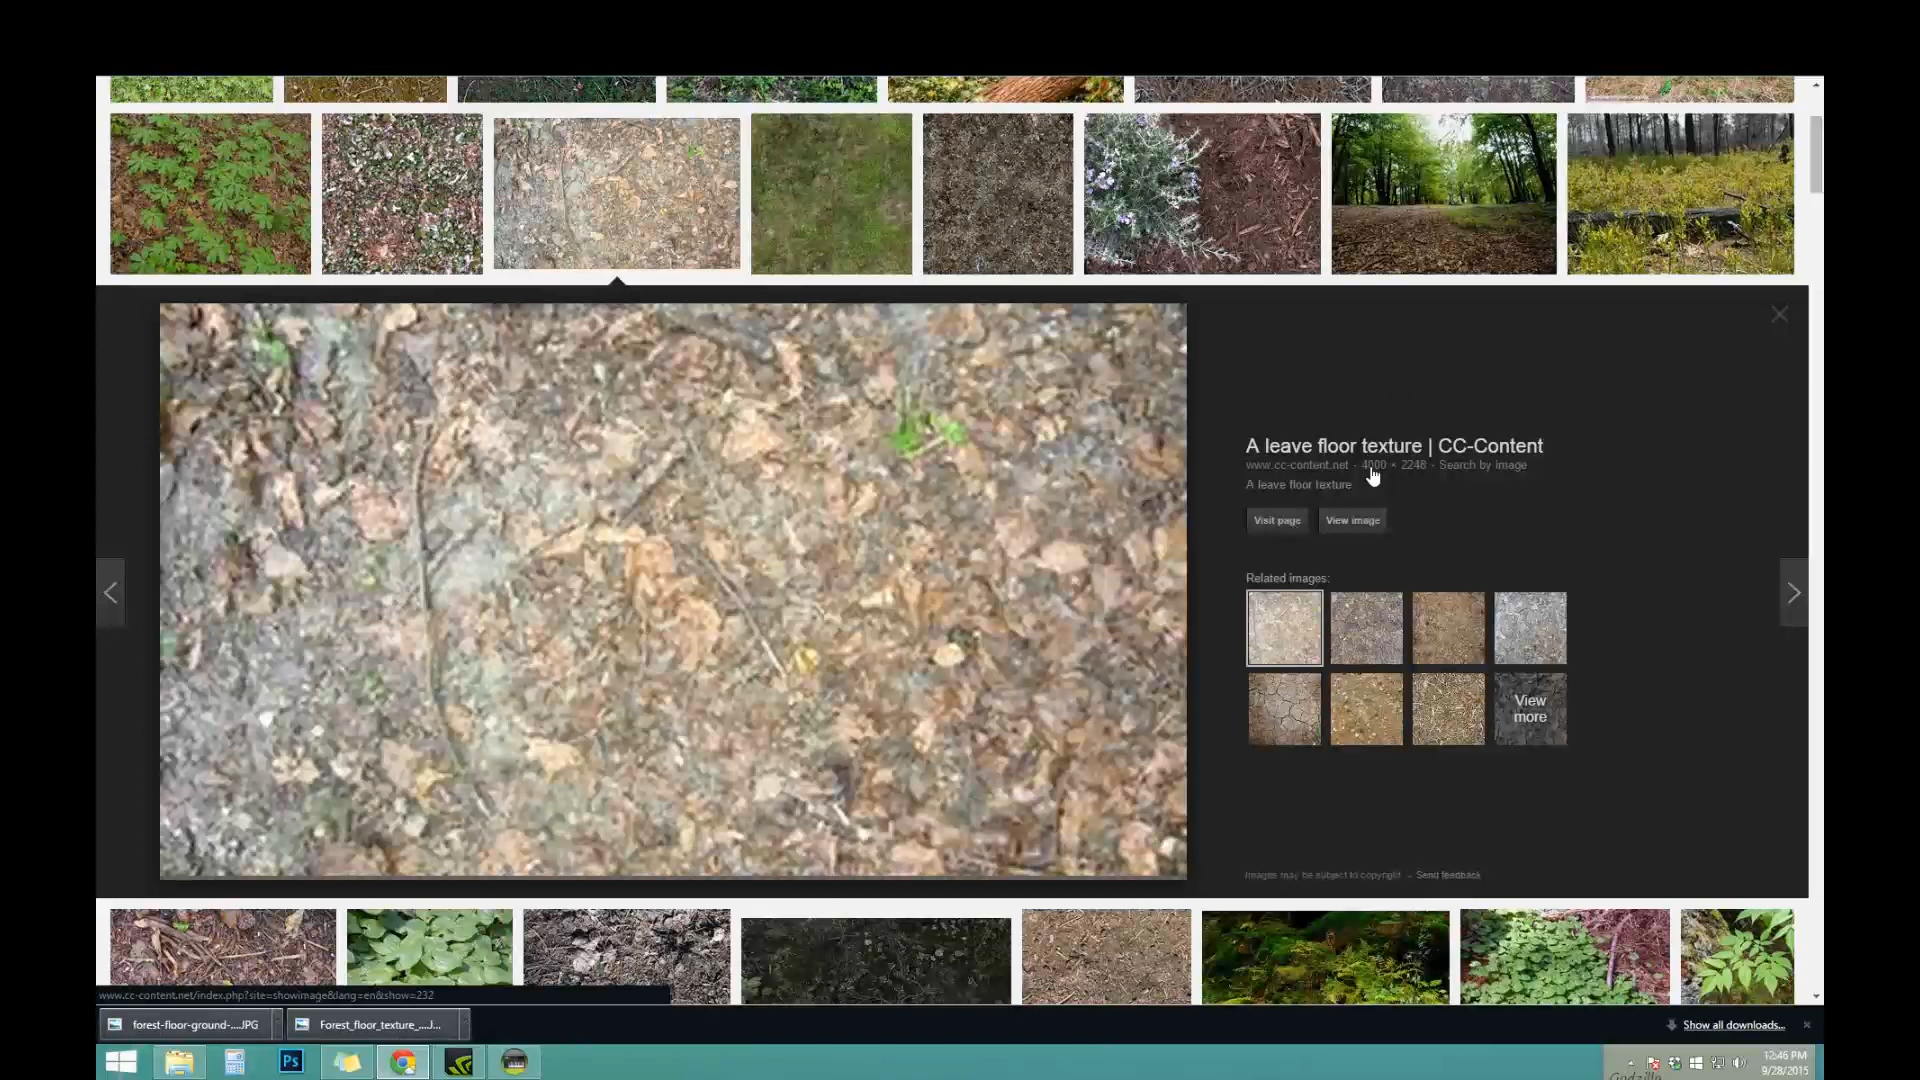 A leave floor texture | CC-Content
www.cc-content.net - 4000 × 2248 - Search by image
A leave floor texture
Visit page
View image
Related images:
View
more
Images may be subject to copyright. - Send feedback
www.cc-content.net/index.php?site=showimage&lang=en&show=232
forest-floor-ground-....JPG
Forest_floor_texture_....J...
Show all downloads...
Ps
12:46 PM
9/28/2015
Godzilla